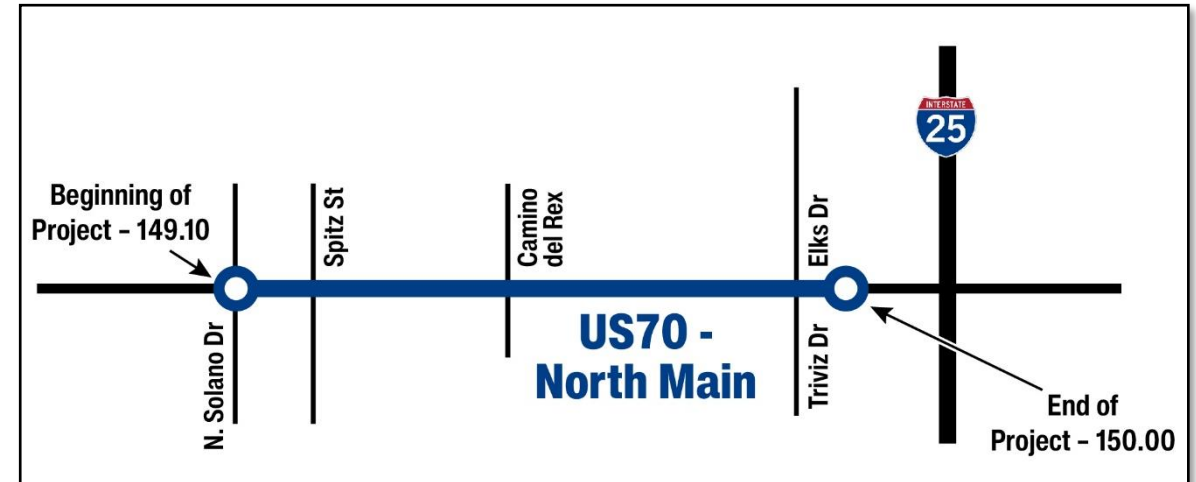 Beginning of
Project - 149.10
N. Solano Dr
Spitz St
Camino
del Rex
US70 -
North Main
Elks Dr
Triviz Dr
INTERSTATE
25
End of
Project - 150.00